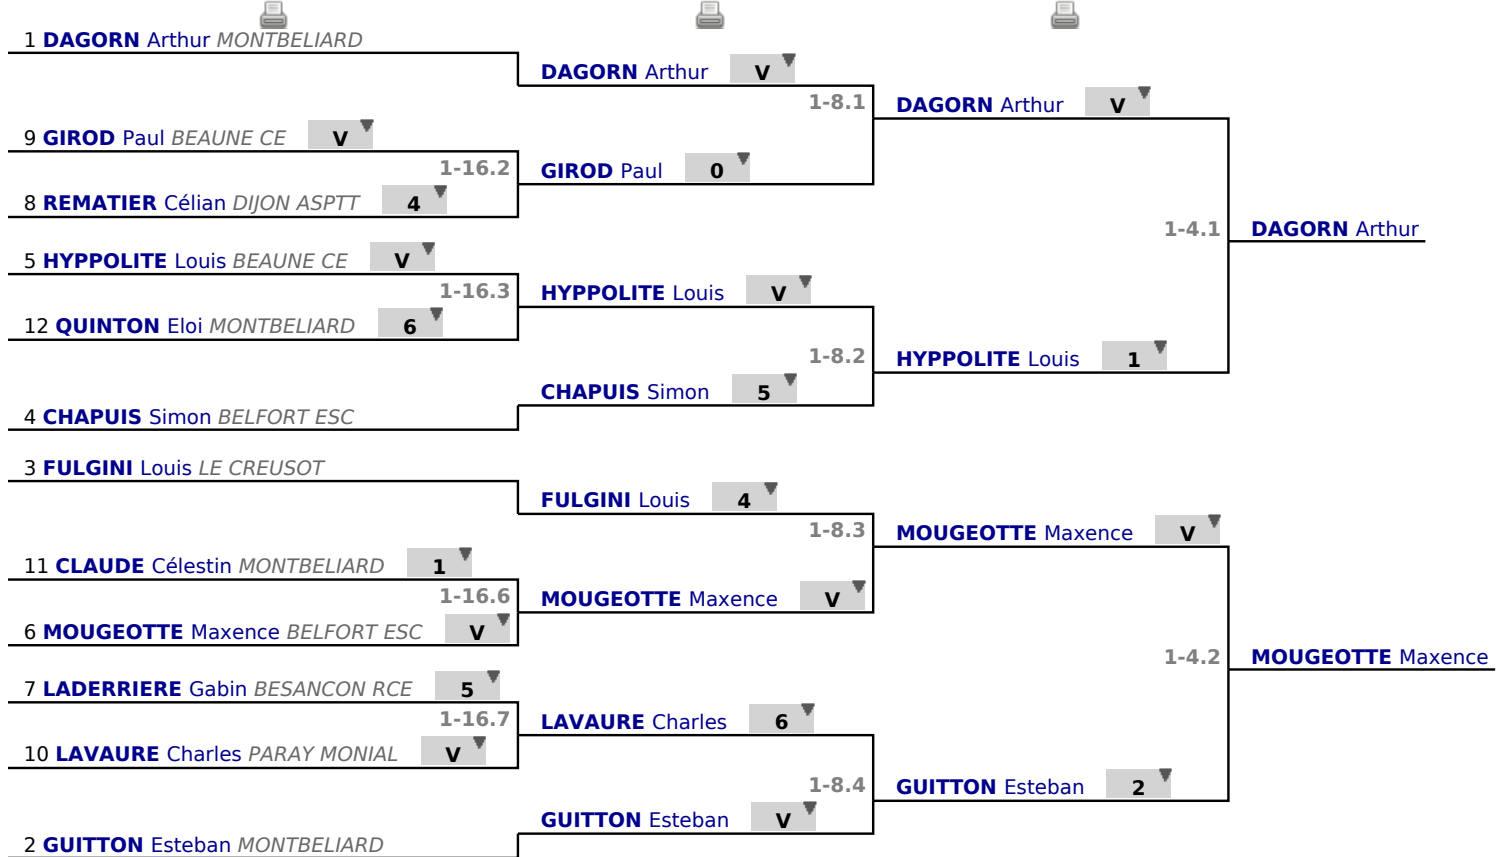 1 DAGORN Arthur MONTBELIARD
DAGORN Arthur V
1-8.1
DAGORN Arthur V
9 GIROD Paul BEAUNE CE V
1-16.2
GIROD Paul 0
8 REMATIER Célian DIJON ASPTT 4
1-4.1
DAGORN Arthur
5 HYPPOLITE Louis BEAUNE CE V
1-16.3
HYPPOLITE Louis V
12 QUINTON Eloi MONTBELIARD 6
1-8.2
HYPPOLITE Louis 1
CHAPUIS Simon 5
4 CHAPUIS Simon BELFORT ESC
3 FULGINI Louis LE CREUSOT
FULGINI Louis 4
1-8.3
MOUGEOTTE Maxence V
11 CLAUDE Célestin MONTBELIARD 1
1-16.6
MOUGEOTTE Maxence V
6 MOUGEOTTE Maxence BELFORT ESC V
1-4.2
MOUGEOTTE Maxence
7 LADERRIERE Gabin BESANCON RCE 5
1-16.7
LAVAURE Charles 6
10 LAVAURE Charles PARAY MONIAL V
1-8.4
GUITTON Esteban 2
GUITTON Esteban V
2 GUITTON Esteban MONTBELIARD